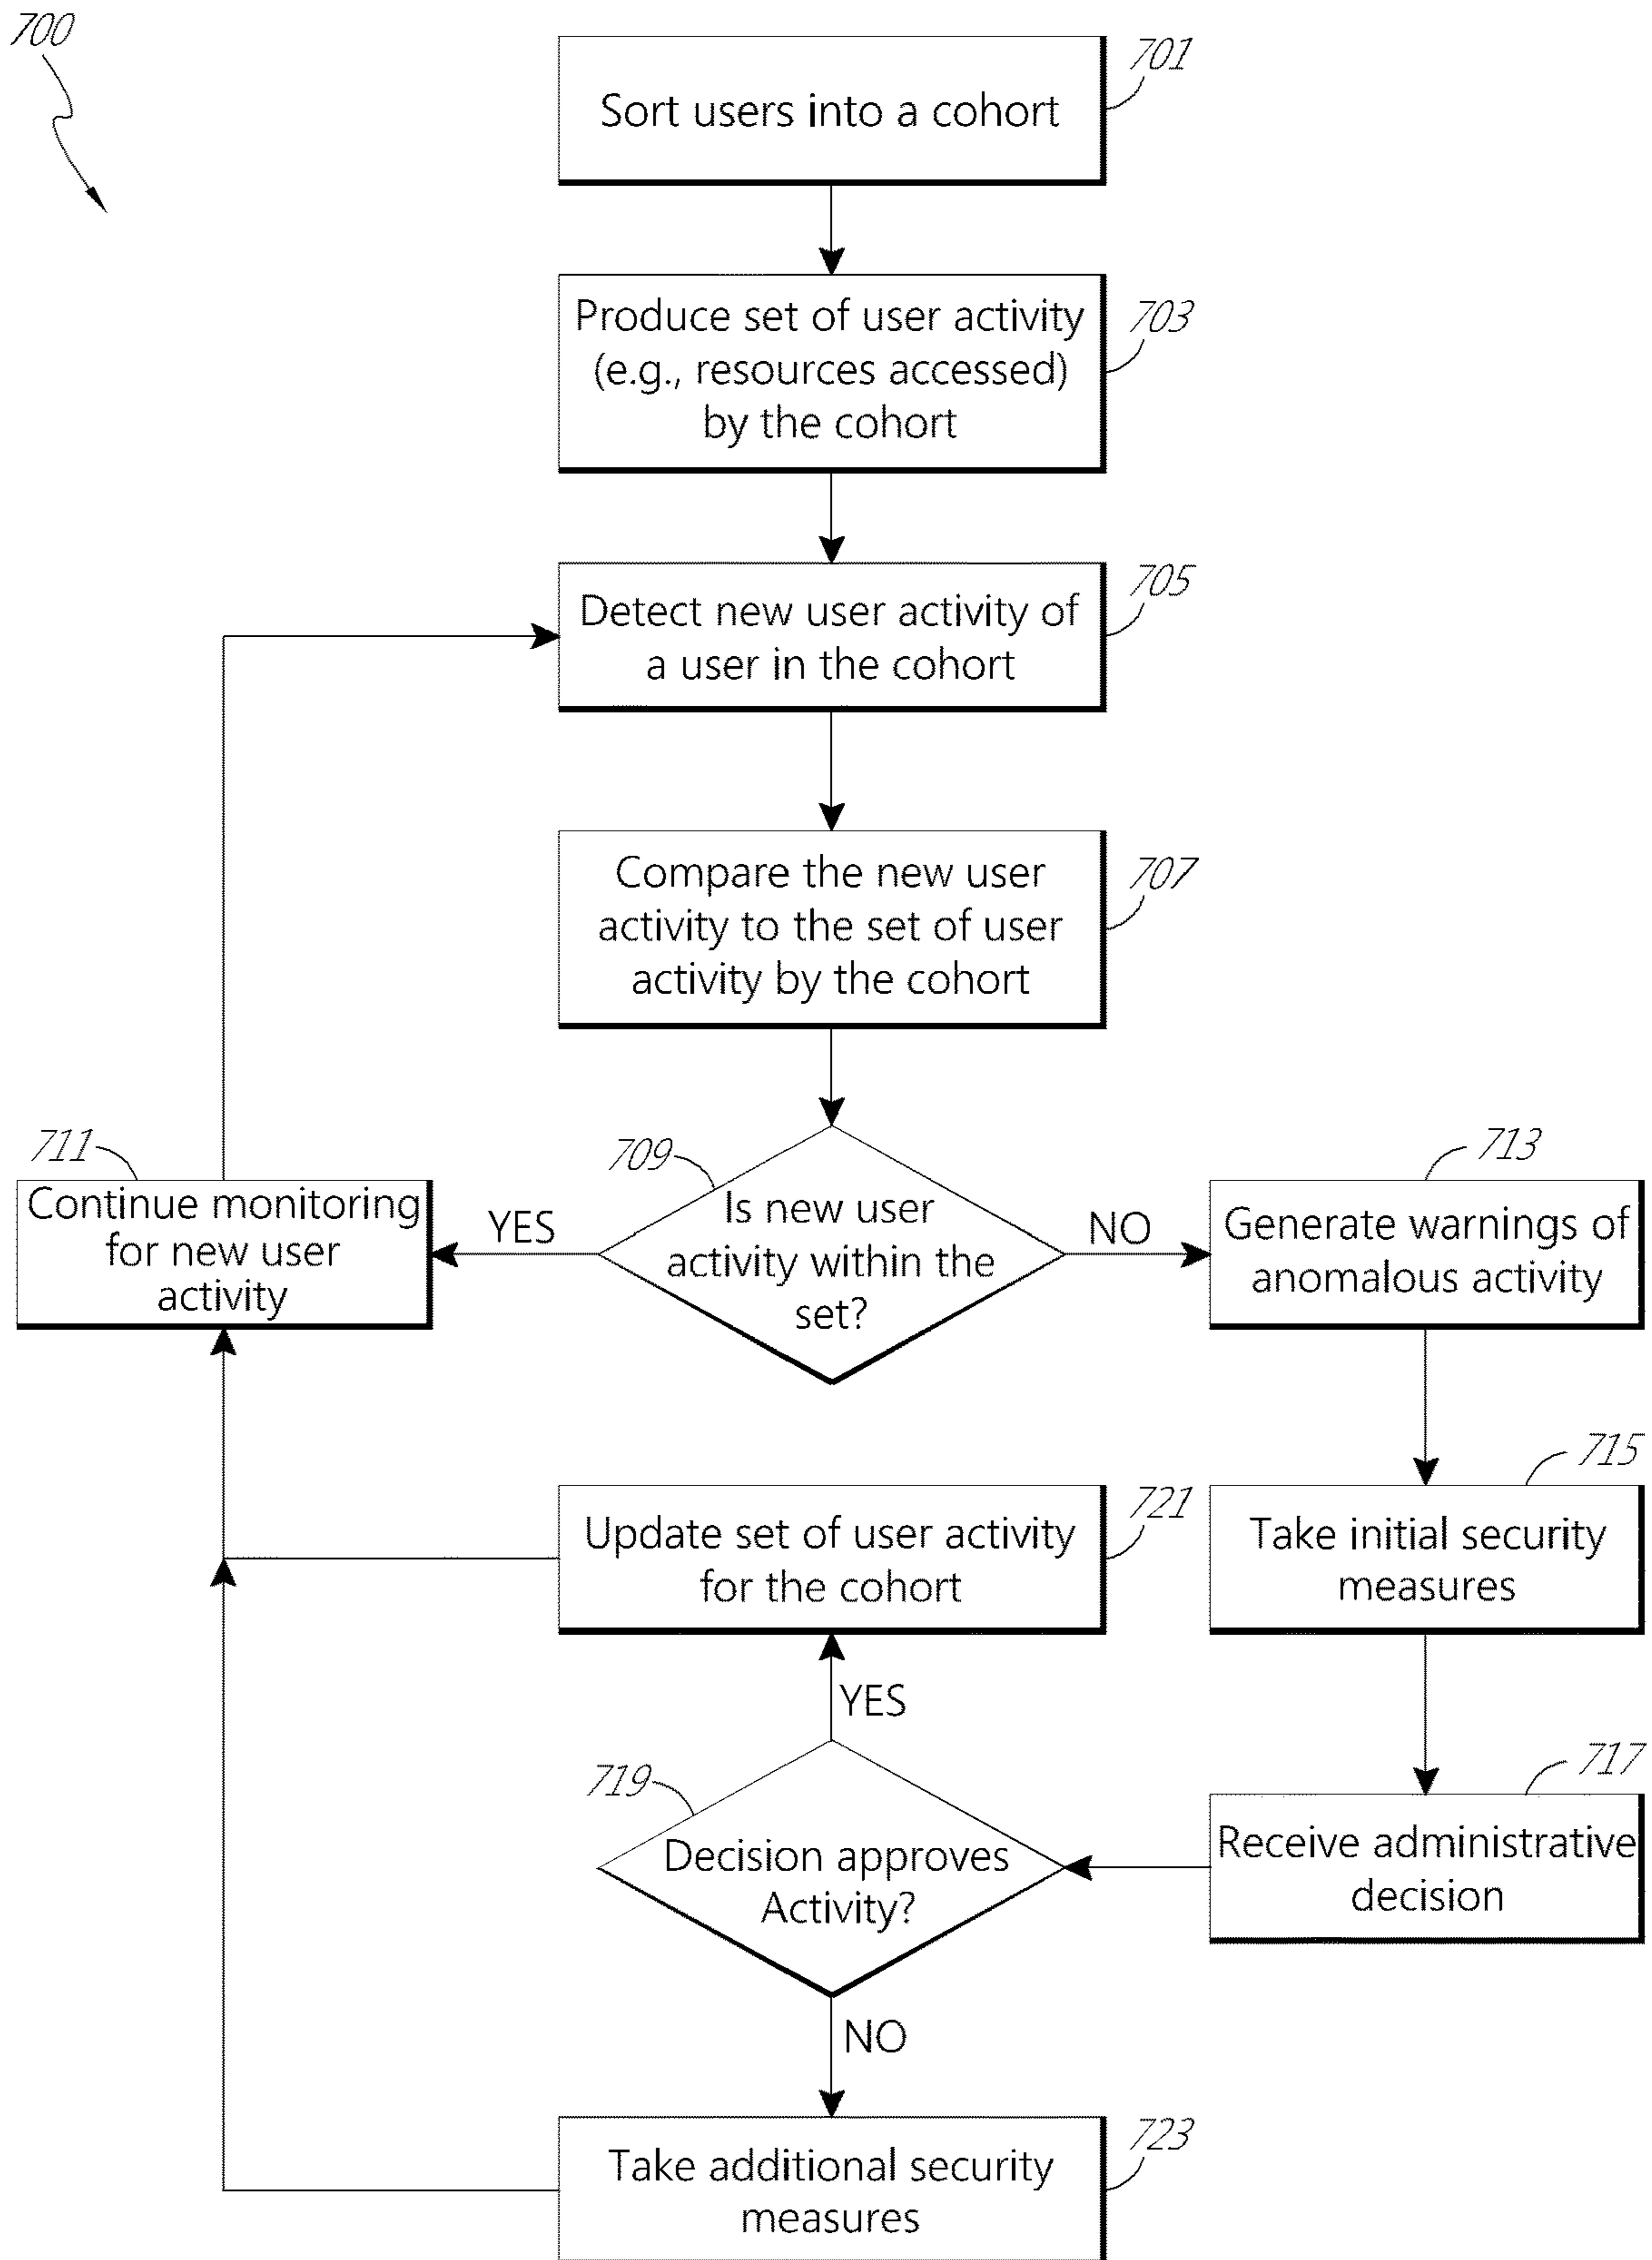 700
701
Sort users into a cohort
703
Produce set of user activity
(e.g., resources accessed)
by the cohort
705
Detect new user activity of
a user in the cohort
707
Compare the new user
activity to the set of user
activity by the cohort
711
Continue monitoring
for new user
activity
YES
709
Is new user
activity within the
set?
NO
713
Generate warnings of
anomalous activity
715
Take initial security
measures
721
Update set of user activity
for the cohort
YES
717
Receive administrative
decision
719
Decision approves
Activity?
NO
723
Take additional security
measures